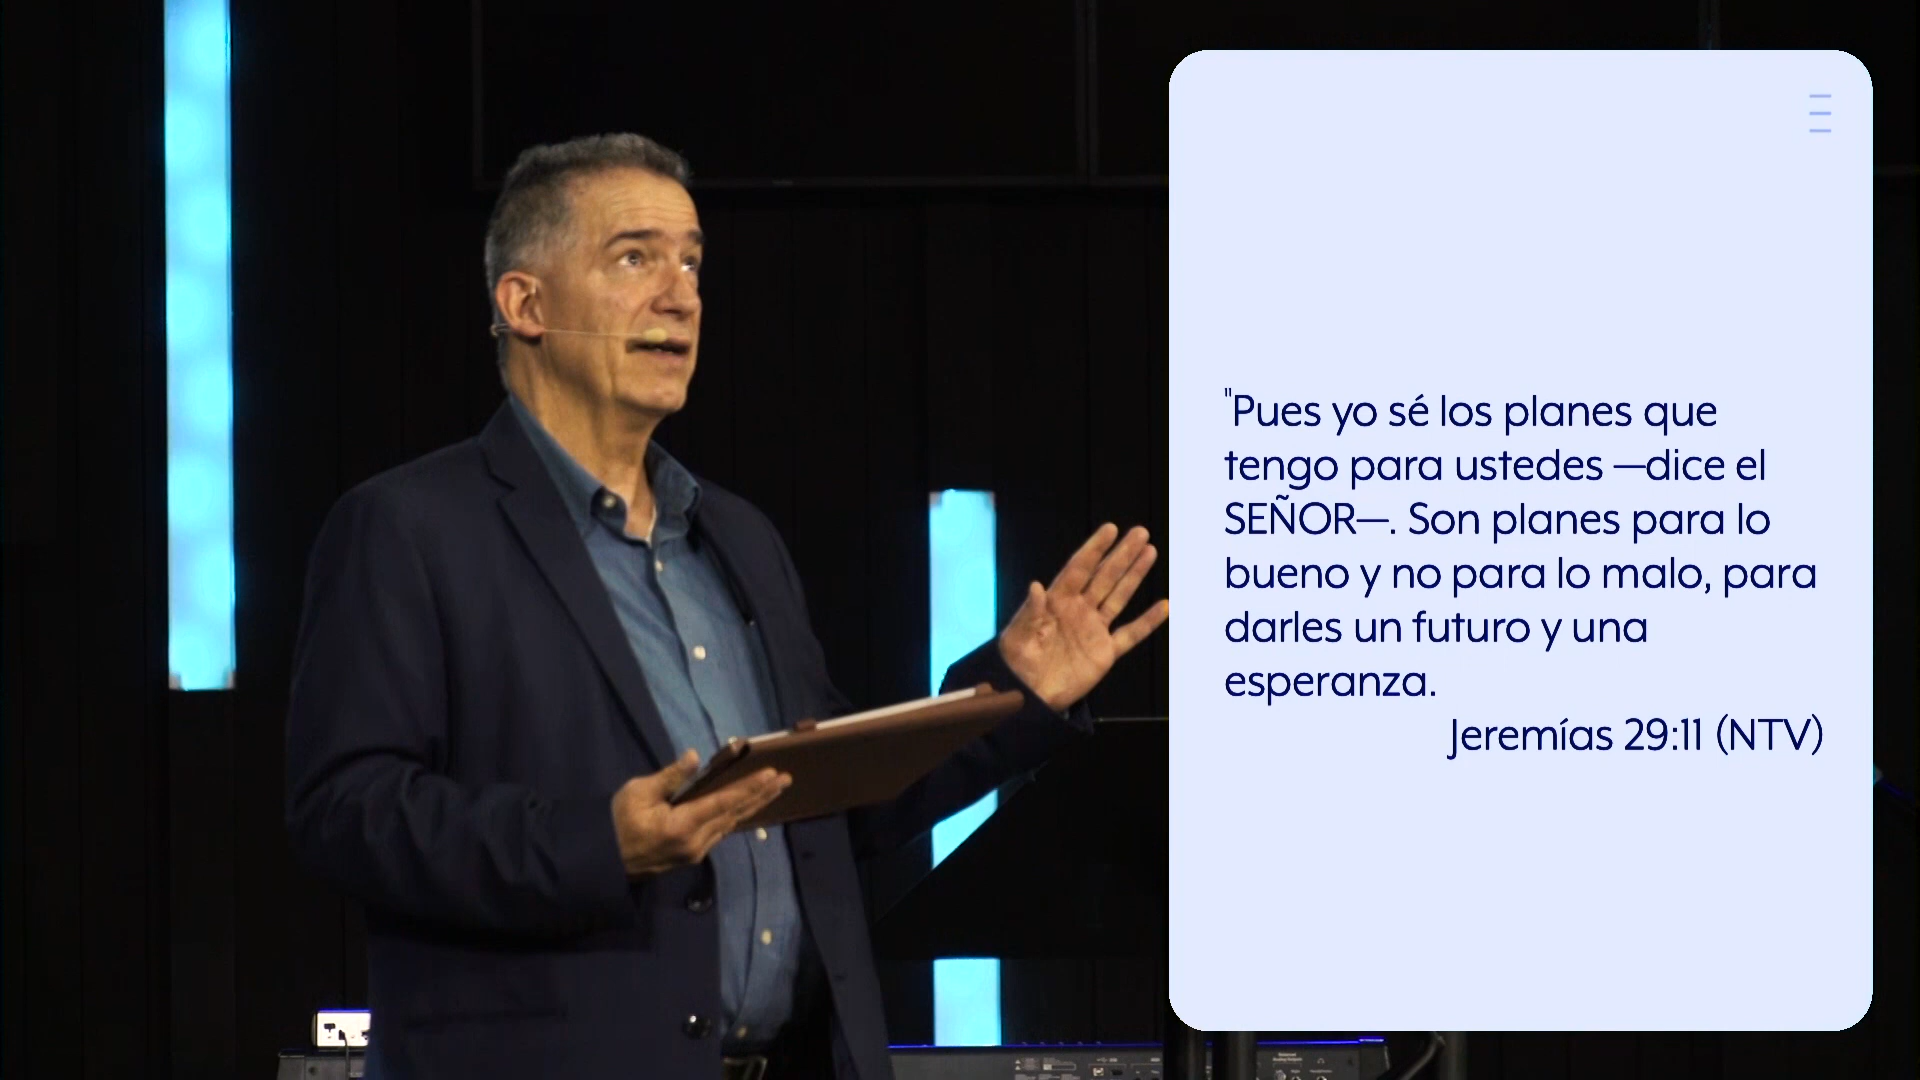 "Pues yo sé los planes que
tengo para ustedes —dice el
SEÑOR—. Son planes para lo
bueno y no para lo malo, para
darles un futuro y una
esperanza.
Jeremías 29:11 (NTV)